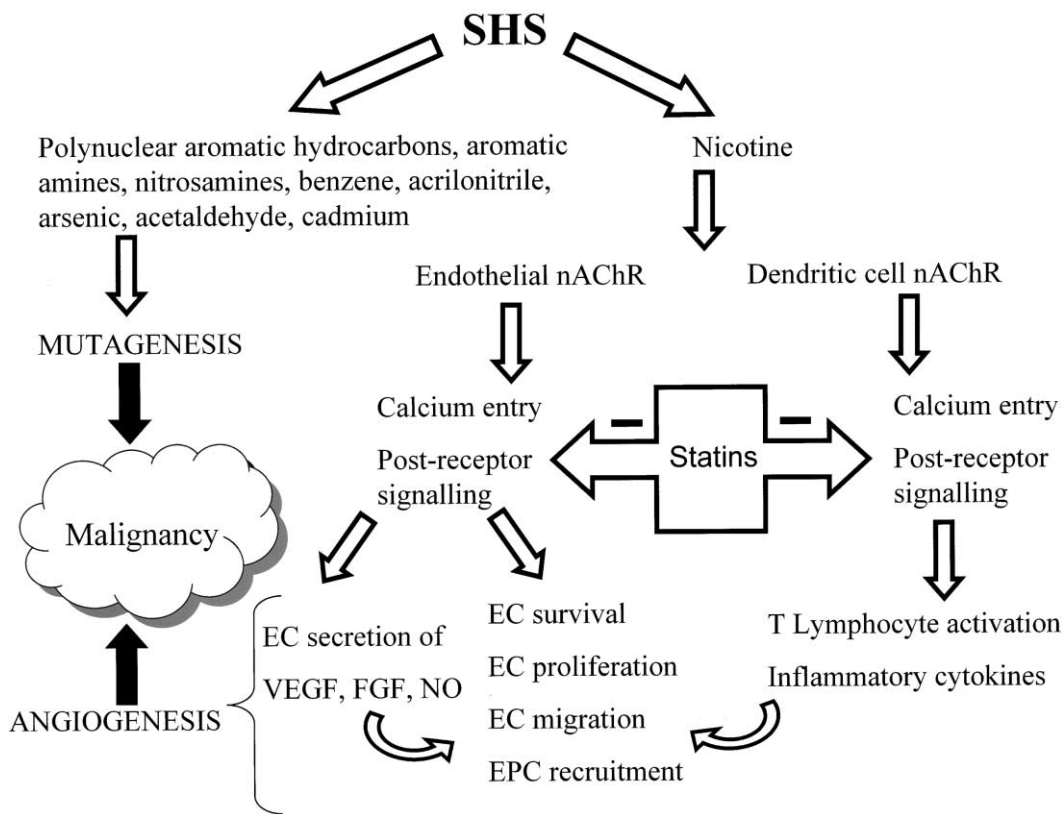 SHS
Polynuclear aromatic hydrocarbons, aromatic
amines, nitrosamines, benzene, acrilonitrile,
arsenic, acetaldehyde, cadmium
Nicotine
Endothelial nAChR
Dendritic cell nAChR
MUTAGENESIS
Calcium entry
Post-receptor
signalling
Statins
Calcium entry
Post-receptor
signalling
Malignancy
EC secretion of
VEGF, FGF, NO
EC survival
EC proliferation
EC migration
EPC recruitment
T Lymphocyte activation
Inflammatory cytokines
ANGIOGENESIS